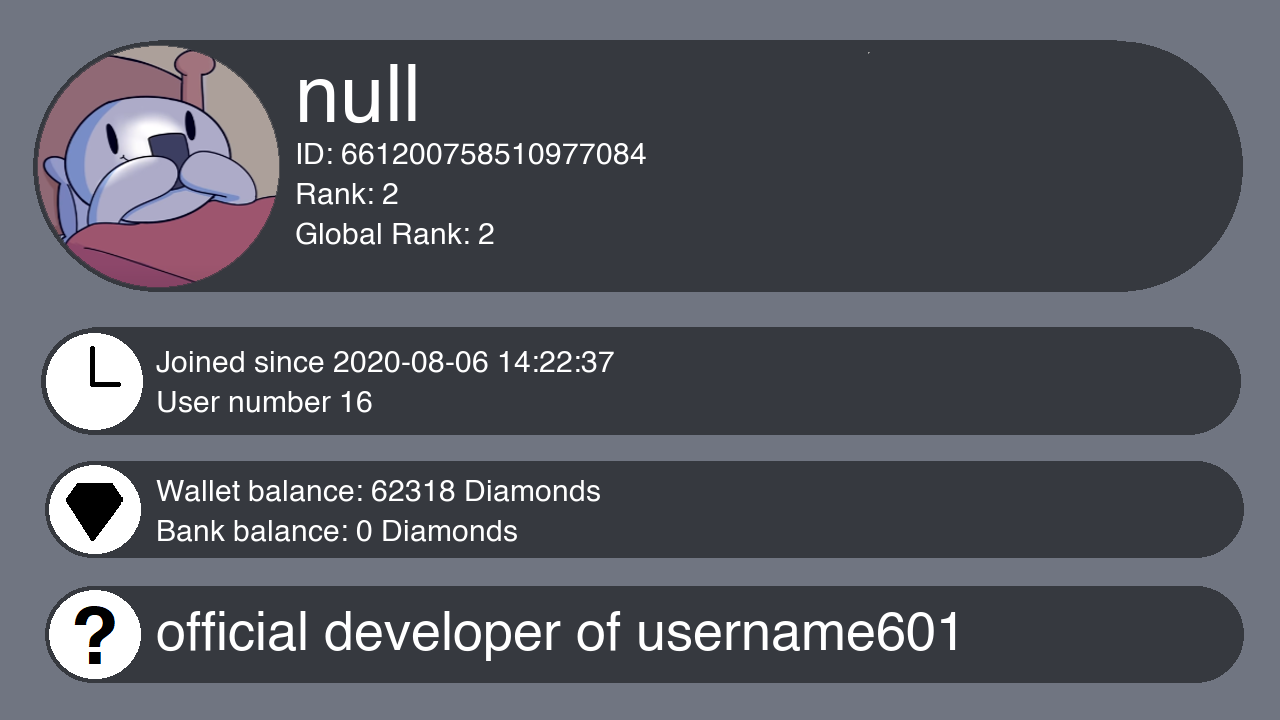 null
ID: 661200758510977084
Rank: 2
Global Rank: 2
Joined since 2020-08-06 14:22:37
User number 16
Wallet balance: 62318 Diamonds
Bank balance: 0 Diamonds
?
official developer of username601